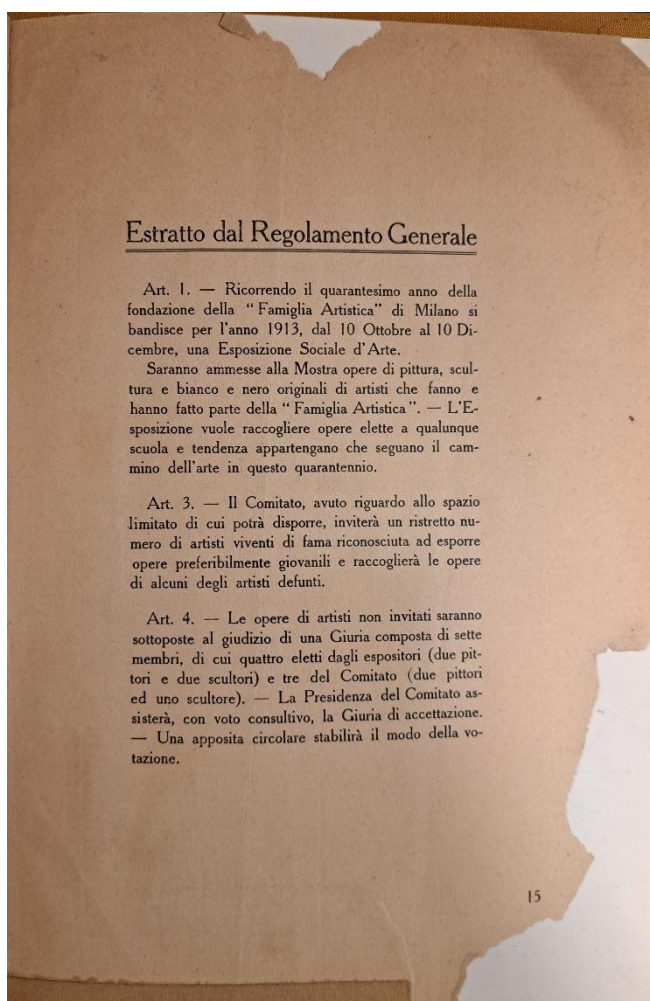 Estratto dal Regolamento Generale
Art. 1. — Ricorrendo il quarantesimo anno della
fondazione della “Famiglia Artistica” di Milano si
bandisce per l'anno 1913, dal 10 Ottobre al 10 Di-
cembre, una Esposizione Sociale d'Arte.
Saranno ammesse alla Mostra opere di pittura, scul-
tura e bianco e nero originali di artisti che fanno e
hanno fatto parte della “Famiglia Artistica”. — L'E-
sposizione vuole raccogliere opere elette a qualunque
scuola e tendenza appartengano che seguano il cam-
mino dell'arte in questo quarantennio.
Art. 3. — Il Comitato, avuto riguardo allo spazio
limitato di cui potrà disporre, inviterà un ristretto nu-
mero di artisti viventi di fama riconosciuta ad esporre
opere preferibilmente giovanili e raccoglierà le opere
di alcuni degli artisti defunti.
Art. 4. — Le opere di artisti non invitati saranno
sottoposte al giudizio di una Giuria composta di sette
membri, di cui quattro eletti dagli espositori (due pit-
tori e due scultori) e tre del Comitato (due pittori
ed uno scultore). — La Presidenza del Comitato as-
sisterà, con voto consultivo, la Giuria di accettazione.
— Una apposita circolare stabilirà il modo della vo-
tazione.
15